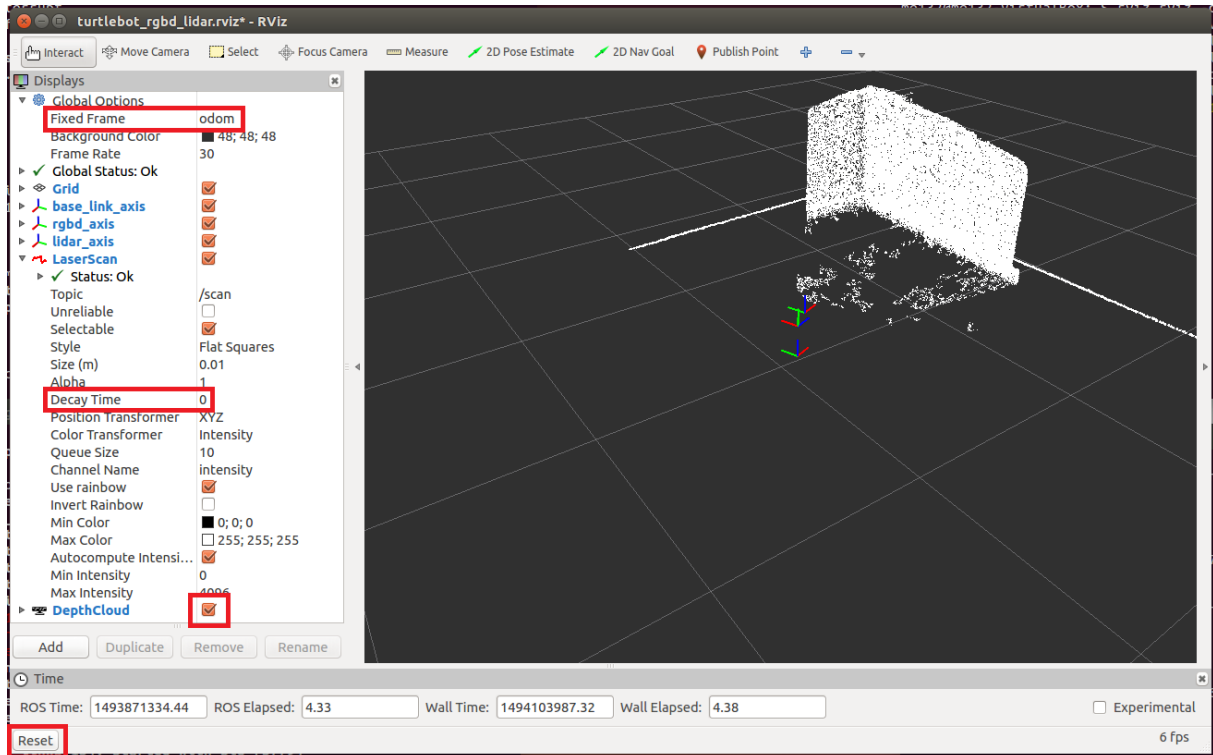 turtlebot_rgbd_lidar.rviz* - RViz
Interact Move Camera Select Focus Camera Measure 2D Pose Estimate 2D Nav Goal Publish Point
Displays
Global Options
Fixed Frame odom
Background Color 48; 48; 48
Frame Rate 30
Global Status: Ok
Grid
base_link_axis
rgbd_axis
lidar_axis
LaserScan
Status: Ok
Topic /scan
Unreliable
Selectable
Style Flat Squares
Size (m) 0.01
Alpha 1
Decay Time 0
Position Transformer XYZ
Color Transformer Intensity
Queue Size 10
Channel Name intensity
Use rainbow
Invert Rainbow
Min Color 0; 0; 0
Max Color 255; 255; 255
Autocompute Intensi...
Min Intensity 0
Max Intensity 4096
DepthCloud
Add Duplicate Remove Rename
Time
ROS Time: 1493871334.44 ROS Elapsed: 4.33 Wall Time: 1494103987.32 Wall Elapsed: 4.38 Experimental
Reset 6 fps